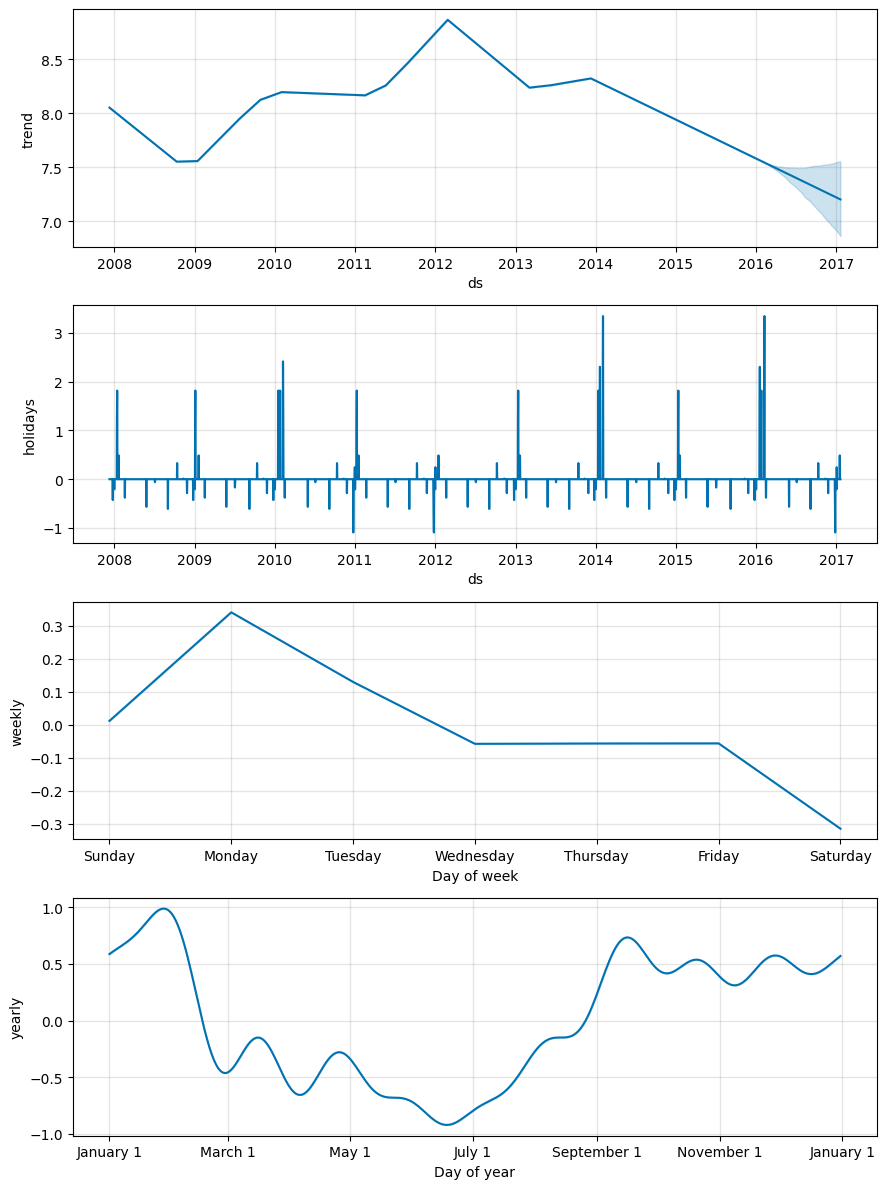 8.5
8.0
7.5
7.0
trend
2008 2009 2010 2011 2012 2013 2014 2015 2016 2017
ds
3
2
1
0
−1
holidays
2008 2009 2010 2011 2012 2013 2014 2015 2016 2017
ds
0.3
0.2
0.1
0.0
−0.1
−0.2
−0.3
weekly
Sunday Monday Tuesday Wednesday Thursday Friday Saturday
Day of week
1.0
0.5
0.0
−0.5
−1.0
yearly
January 1 March 1 May 1 July 1 September 1 November 1 January 1
Day of year